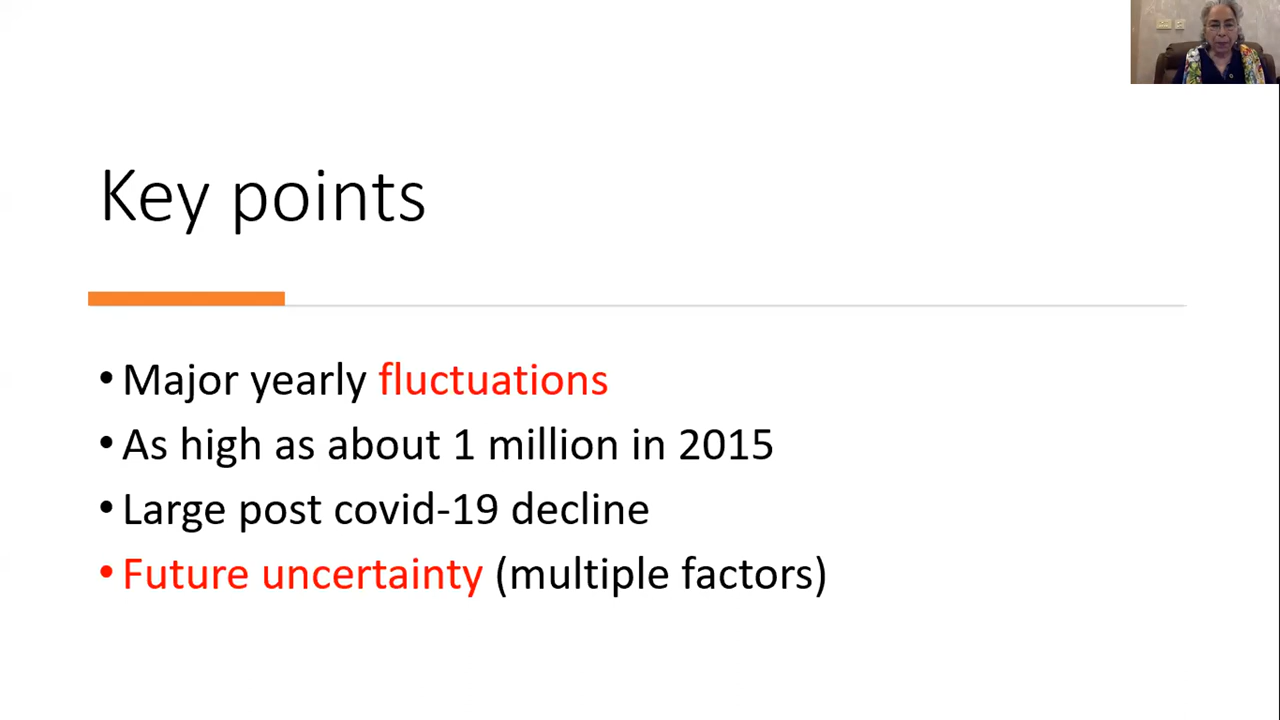 Key points
• Major yearly fluctuations
• As high as about 1 million in 2015
• Large post covid-19 decline
• Future uncertainty (multiple factors)